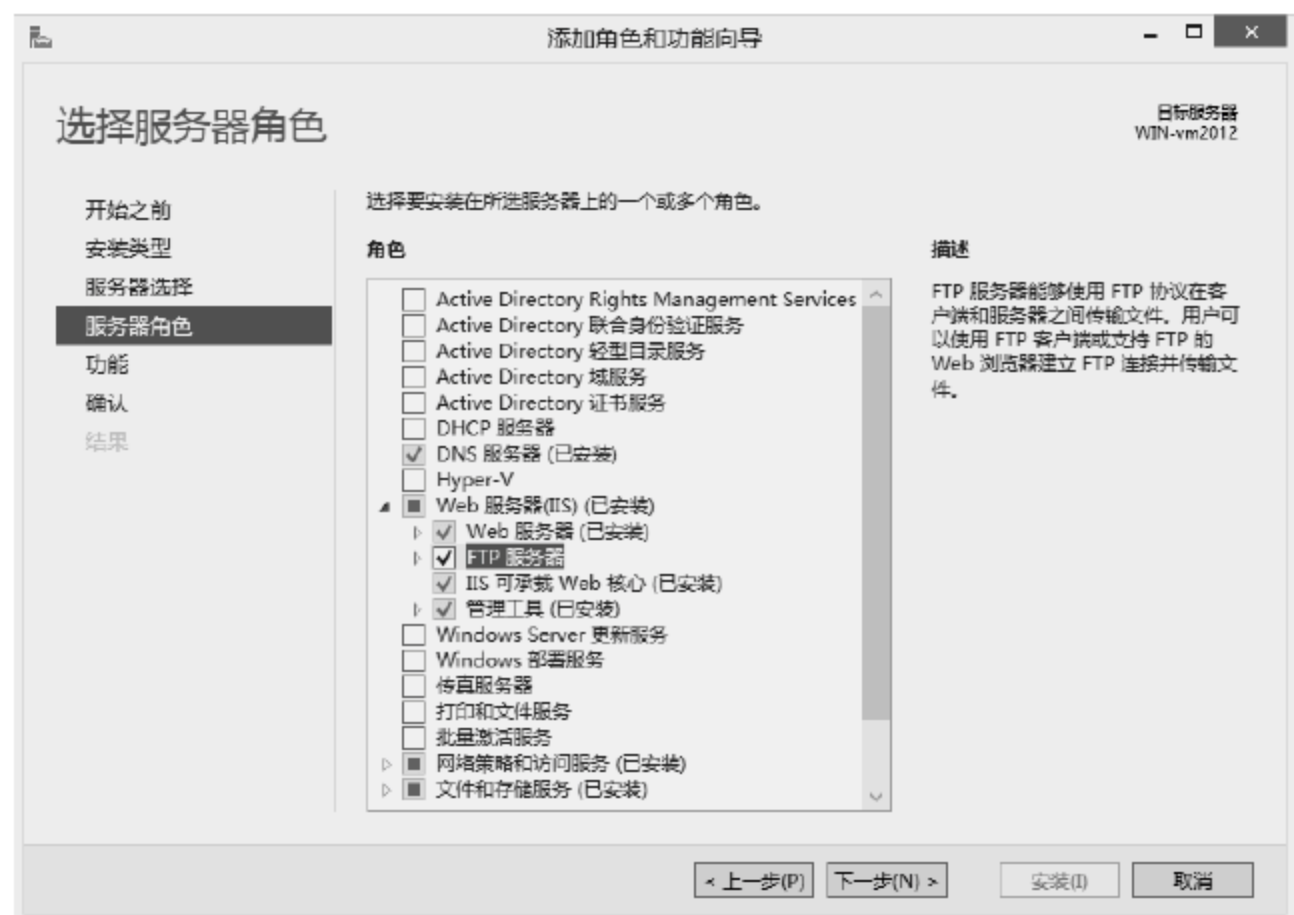 添加角色和功能向导
选择服务器角色
目标服务器
WIN-vm2012
开始之前
安装类型
服务器选择
服务器角色
功能
确认
结果
选择要安装在所选服务器上的一个或多个角色。
角色
Active Directory Rights Management Services
Active Directory 联合身份验证服务
Active Directory 轻型目录服务
Active Directory 域服务
Active Directory 证书服务
DHCP 服务器
DNS 服务器 (已安装)
Hyper-V
Web 服务器(IIS) (已安装)
Web 服务器 (已安装)
FTP 服务器
IIS 可承载 Web 核心 (已安装)
管理工具 (已安装)
Windows Server 更新服务
Windows 部署服务
传真服务器
打印和文件服务
批量激活服务
网络策略和访问服务 (已安装)
文件和存储服务 (已安装)
描述
FTP 服务器能够使用 FTP 协议在客
户端和服务器之间传输文件。用户可
以使用 FTP 客户端或支持 FTP 的
Web 浏览器建立 FTP 连接并传输文
件。
< 上一步(P)
下一步(N) >
安装(I)
取消